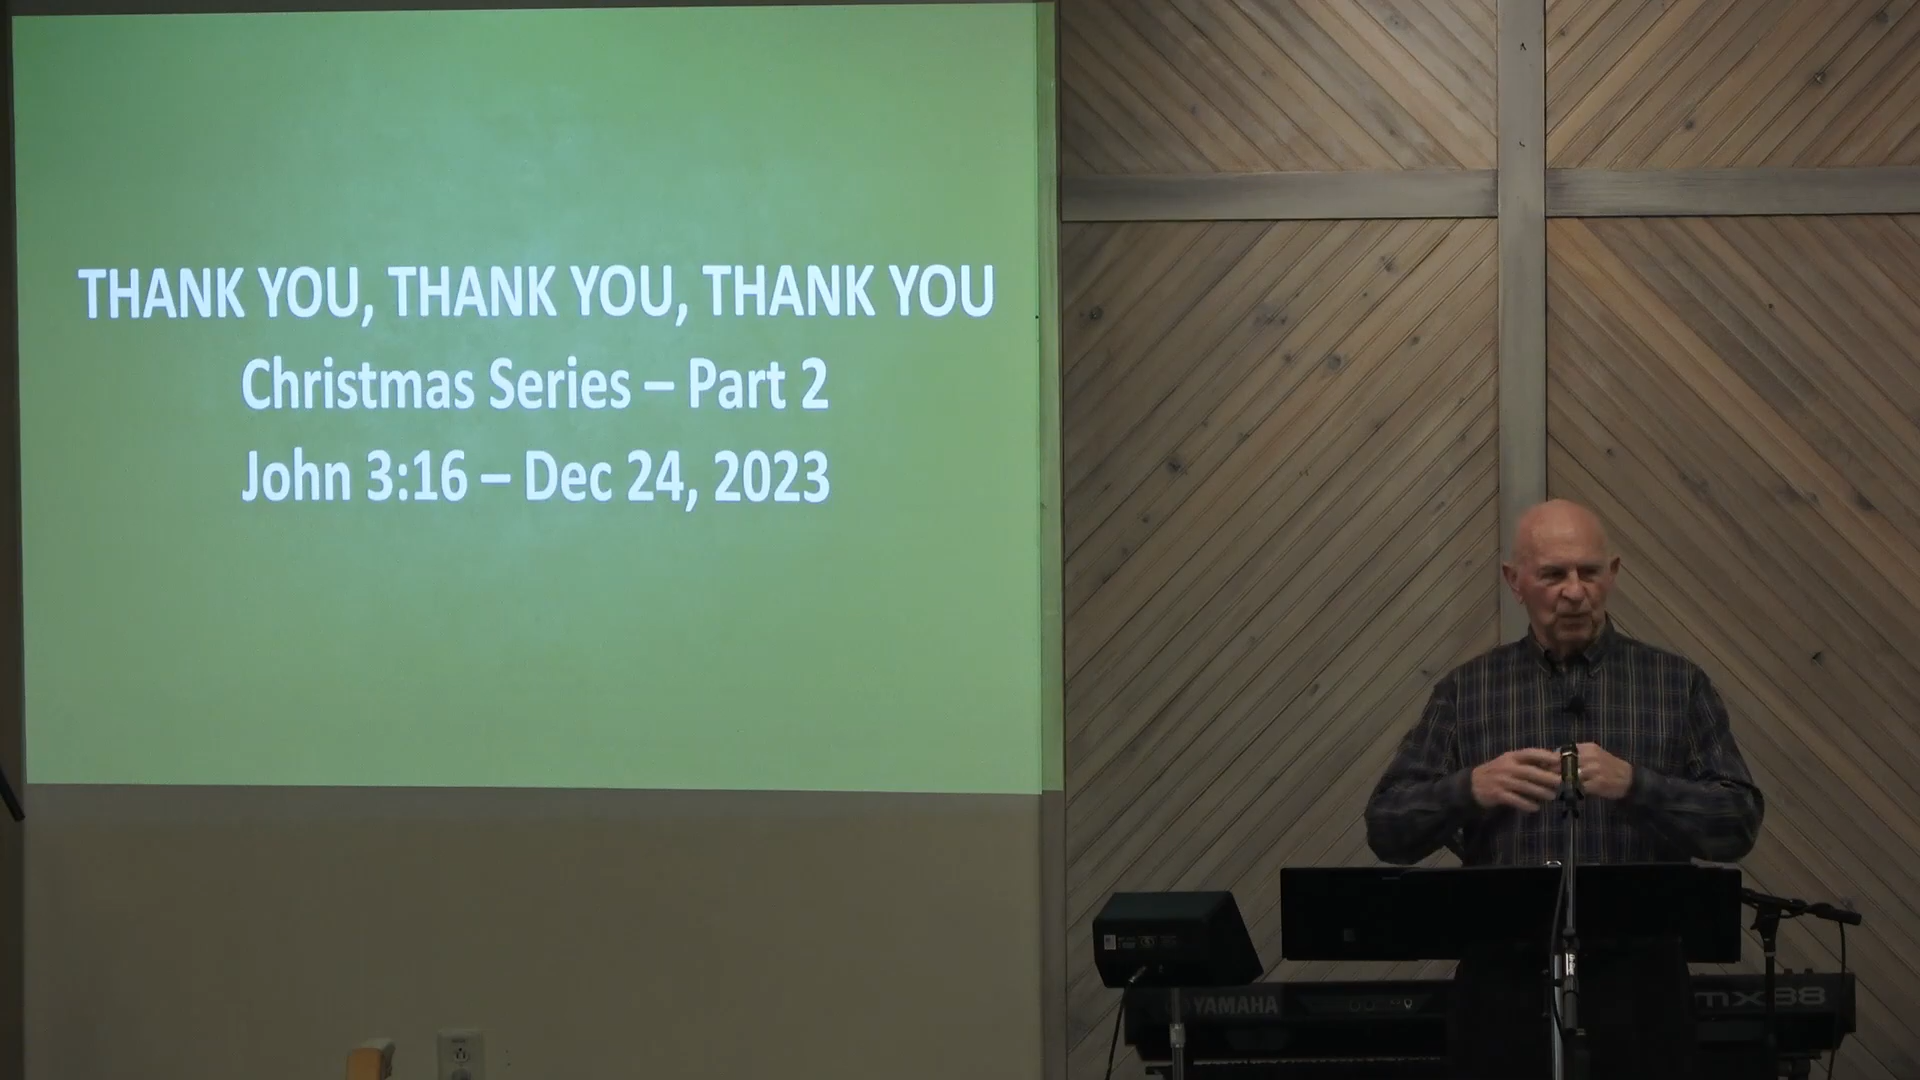 THANK YOU, THANK YOU, THANK YOU
Christmas Series – Part 2
John 3:16 – Dec 24, 2023
YAMAHA
MX88